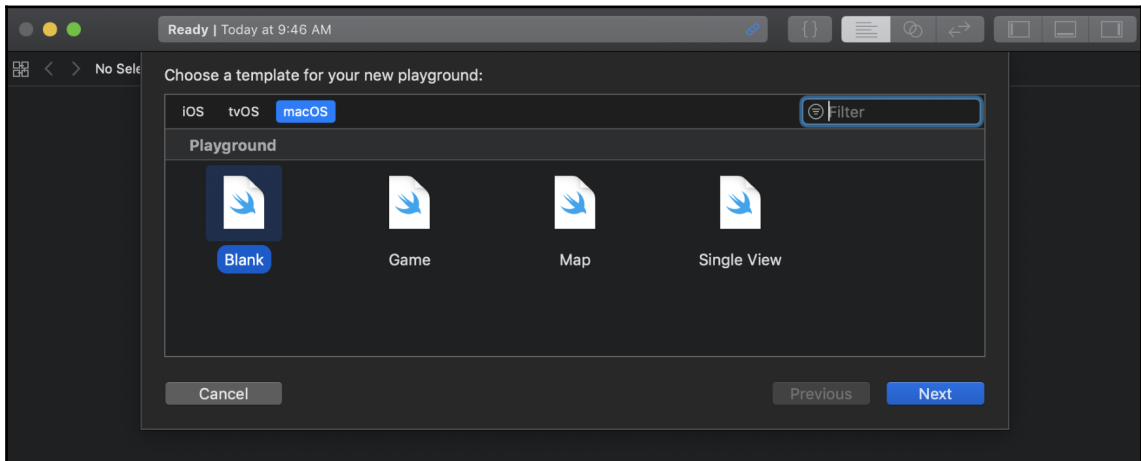 Ready | Today at 9:46 AM
{}
No Sele
Choose a template for your new playground:
iOS tvOS macOS Filter
Playground
Blank Game Map Single View
Cancel Previous Next